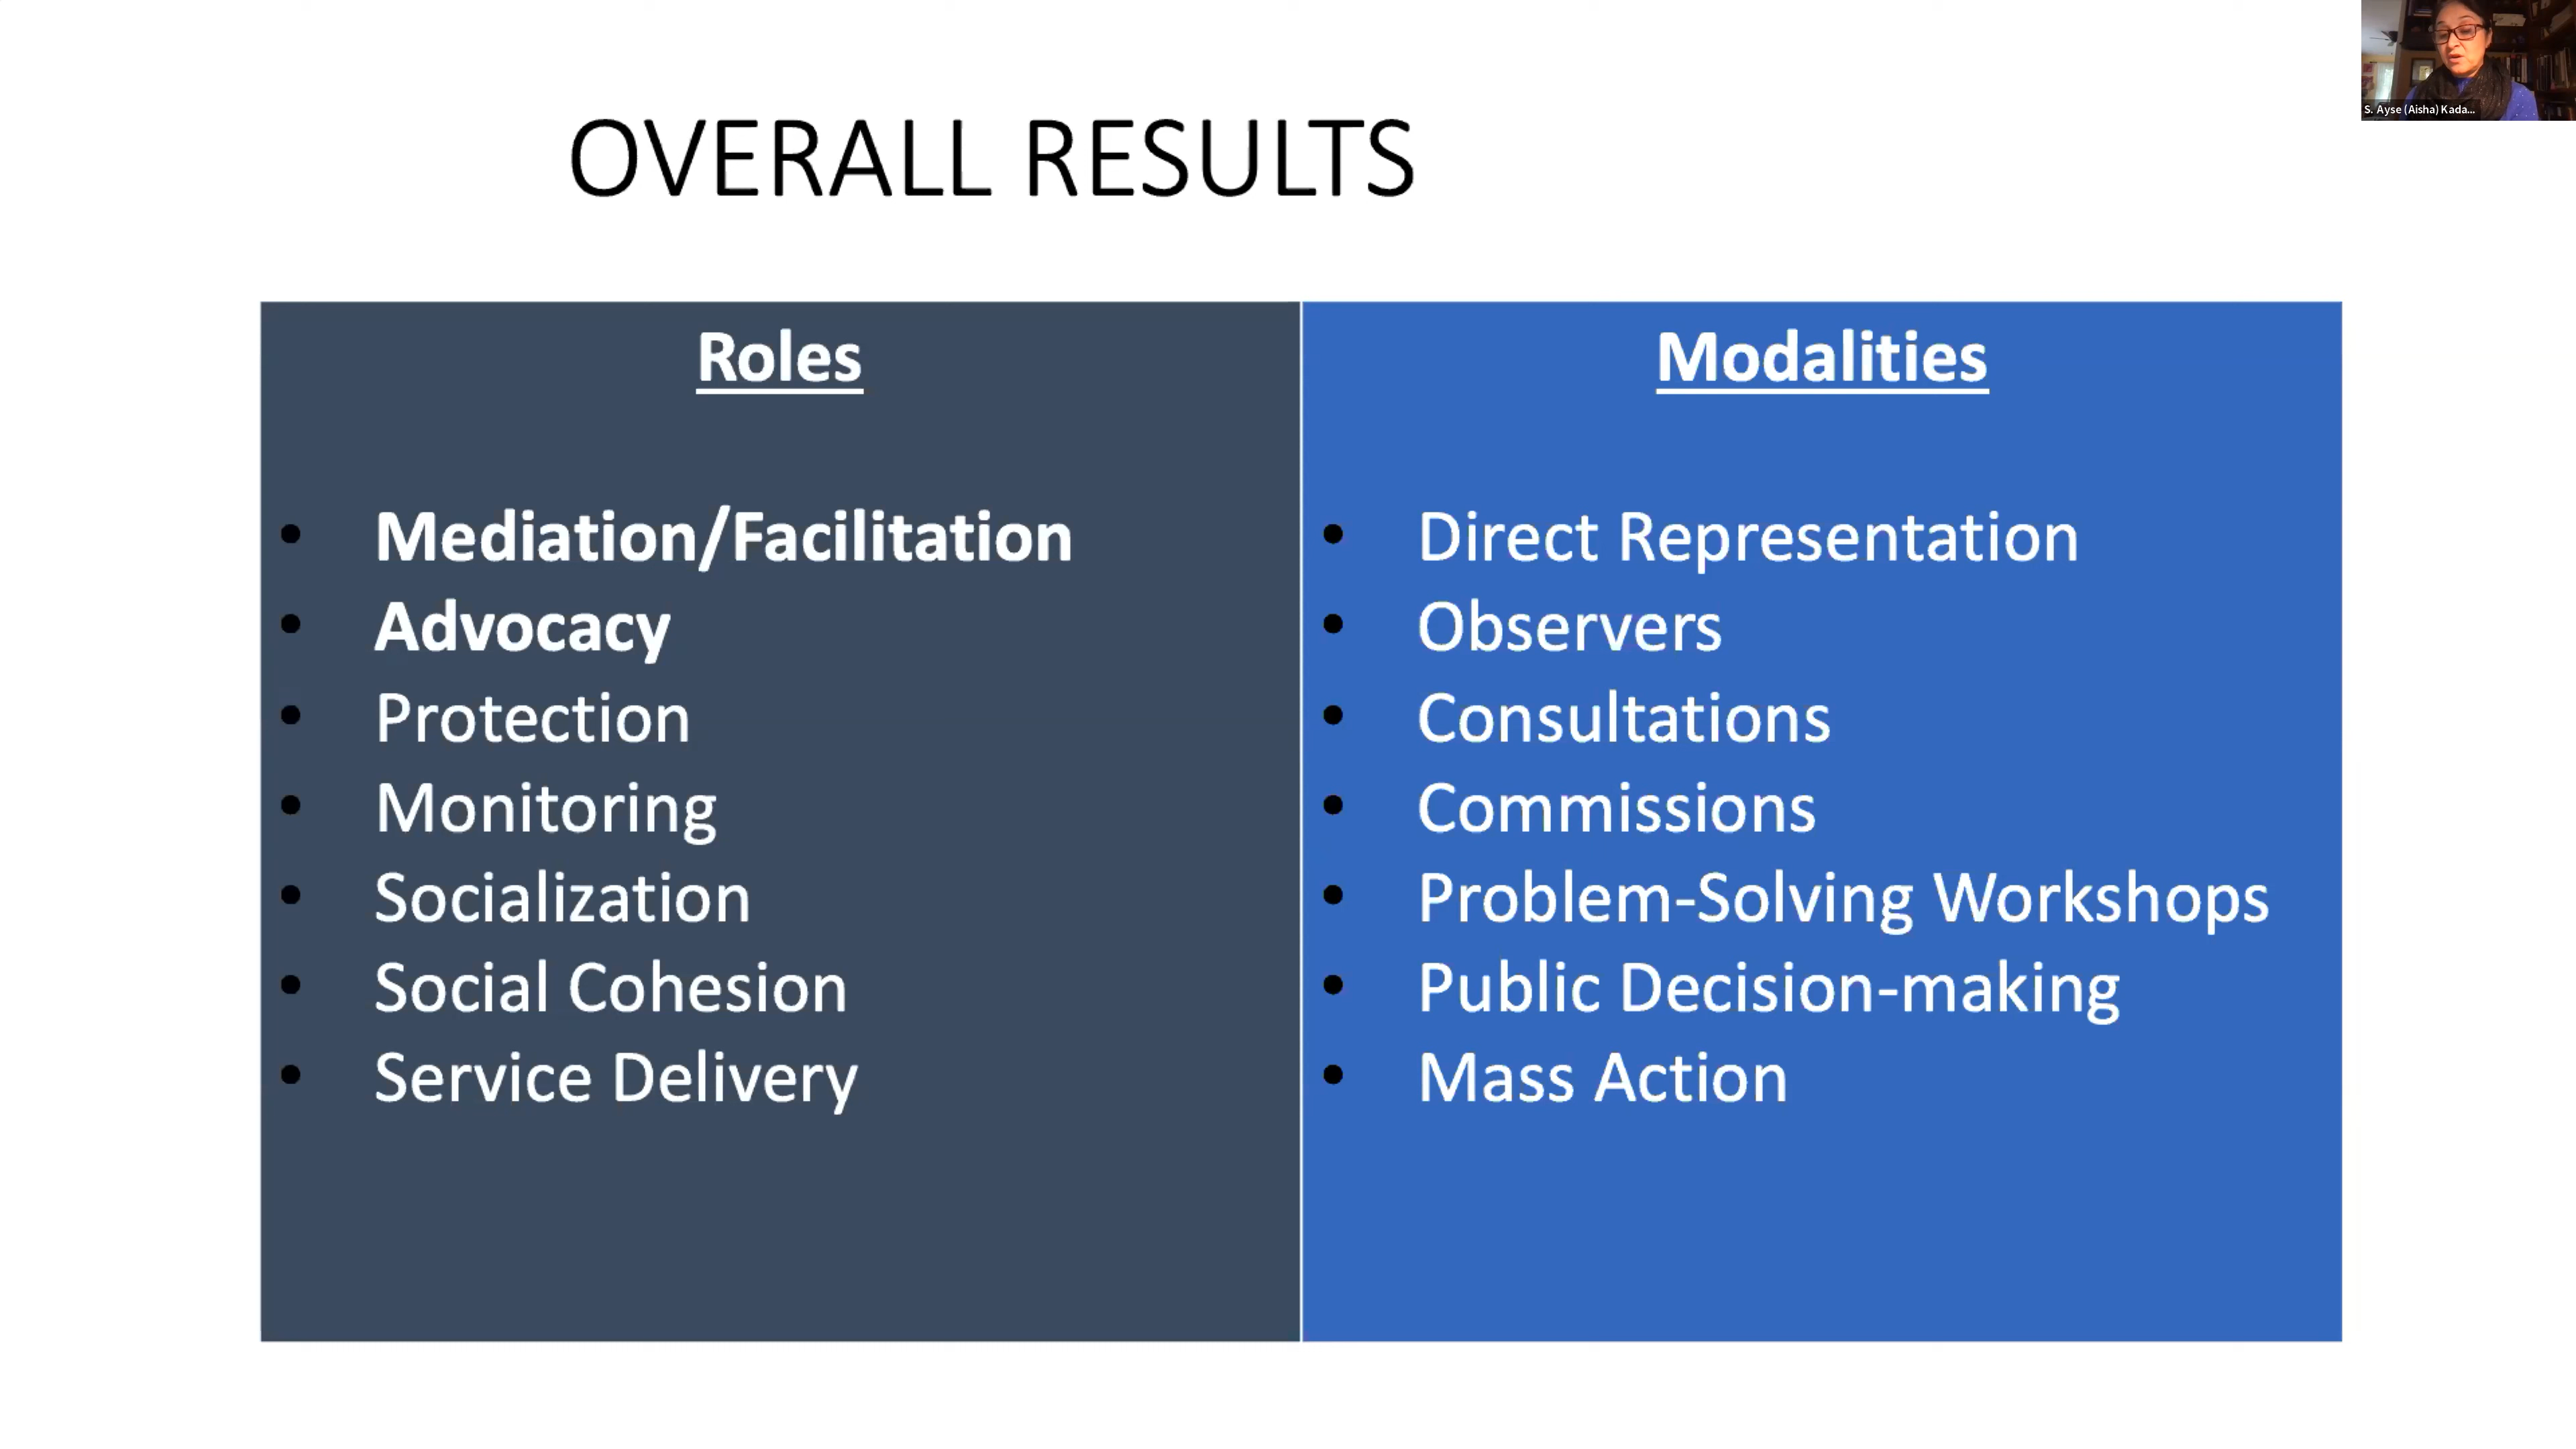 S. Ayse (Aisha) Kada...
OVERALL RESULTS
Roles
• Mediation/Facilitation
• Advocacy
• Protection
• Monitoring
• Socialization
• Social Cohesion
• Service Delivery
Modalities
• Direct Representation
• Observers
• Consultations
• Commissions
• Problem-Solving Workshops
• Public Decision-making
• Mass Action